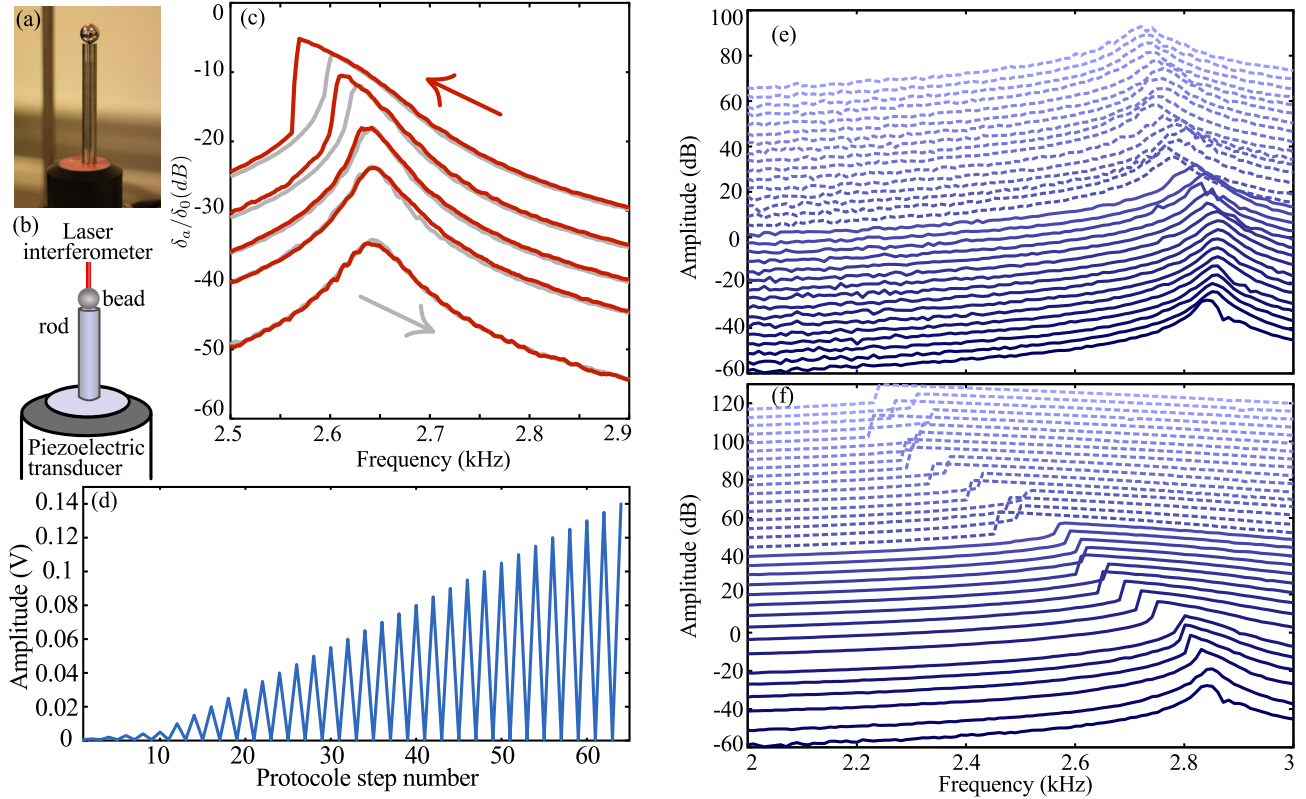 (a)
(b)
Laser
interferometer
bead
rod
Piezoelectric
transducer
(c)
0
-10
-20
-30
-40
-50
-60
δa/δ0(dB)
2.5
2.6
2.7
2.8
2.9
Frequency (kHz)
(d)
0.14
0.12
0.1
0.08
0.06
0.04
0.02
0
Amplitude (V)
10
20
30
40
50
60
Protocole step number
(e)
100
80
60
40
20
0
-20
-40
-60
Amplitude (dB)
(f)
120
100
80
60
40
20
0
-20
-40
-60
Amplitude (dB)
2
2.2
2.4
2.6
2.8
3
Frequency (kHz)